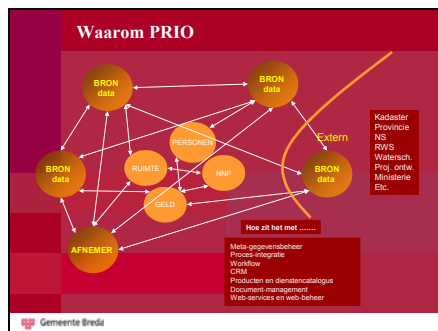 Waarom PRIO
BRON
data
BRON
data
PERSONEN
Extern
Kadaster
Provincie
NS
RWS
Watersch.
Proj. ontw.
Ministerie
Etc.
BRON
data
RUIMTE
NNP
BRON
data
GELD
AFNEMER
Hoe zit het met .......
Meta-gegevensbeheer
Proces-integratie
Workflow
CRM
Producten en dienstencatalogus
Document-management
Web-services en web-beheer
Gemeente Breda